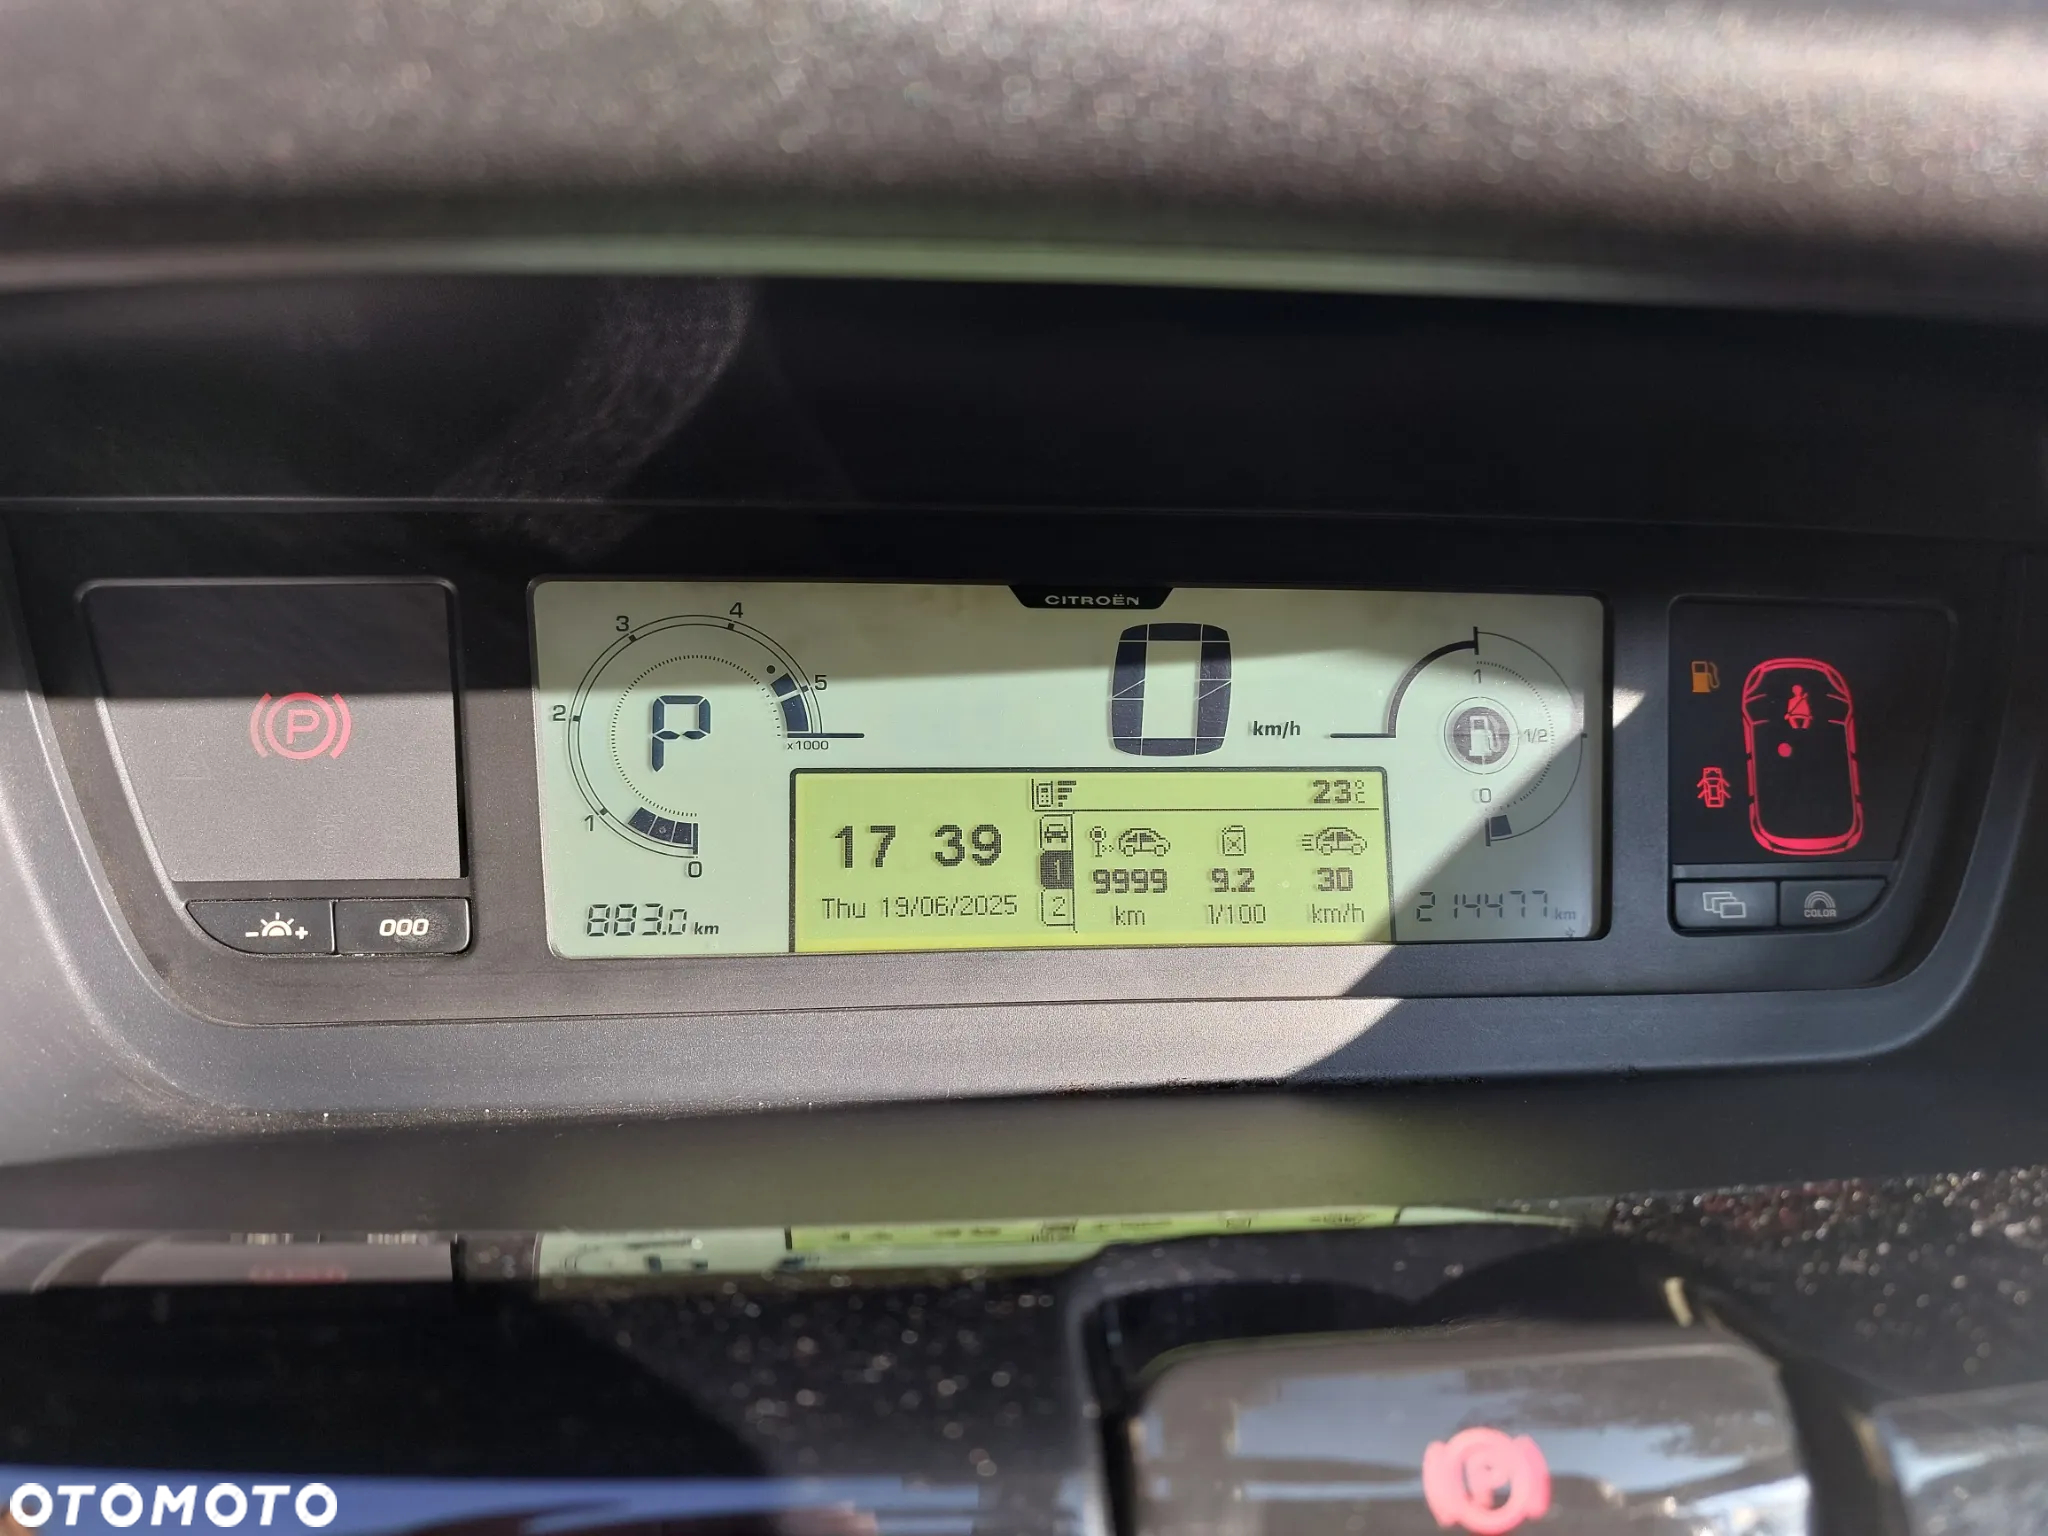 CITROËN
4
3
5
2
1
0
x1000
P
P
0 km/h
1
1/2
0
23°C
17 39
1
2
9999 9.2 30
km l/100 km/h
Thu 19/06/2025
883.0 km
214477 km
- +
000
COLOR
P
OTOMOTO